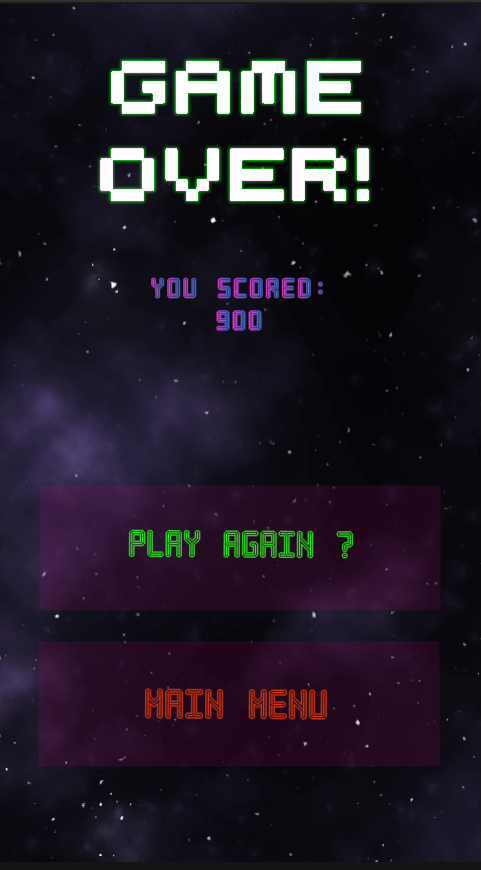 GAME
OVER!
YOU SCORED:
900
PLAY AGAIN ?
MAIN MENU